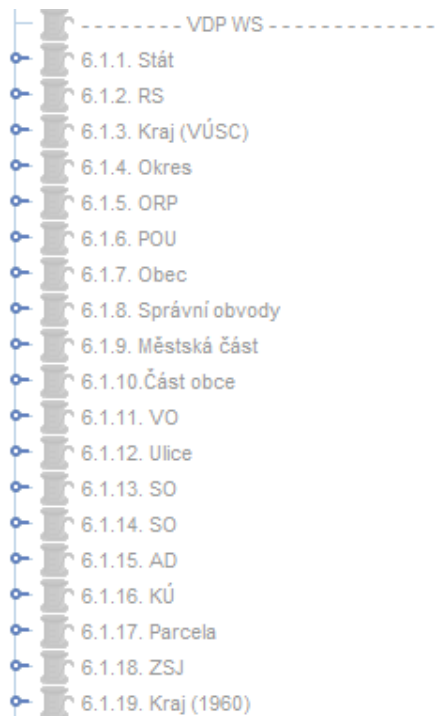 - - - - - - - - VDP WS - - - - - - - - - - - - -
6.1.1. Stát
6.1.2. RS
6.1.3. Kraj (VÚSC)
6.1.4. Okres
6.1.5. ORP
6.1.6. POU
6.1.7. Obec
6.1.8. Správní obvody
6.1.9. Městská část
6.1.10.Část obce
6.1.11. VO
6.1.12. Ulice
6.1.13. SO
6.1.14. SO
6.1.15. AD
6.1.16. KÚ
6.1.17. Parcela
6.1.18. ZSJ
6.1.19. Kraj (1960)